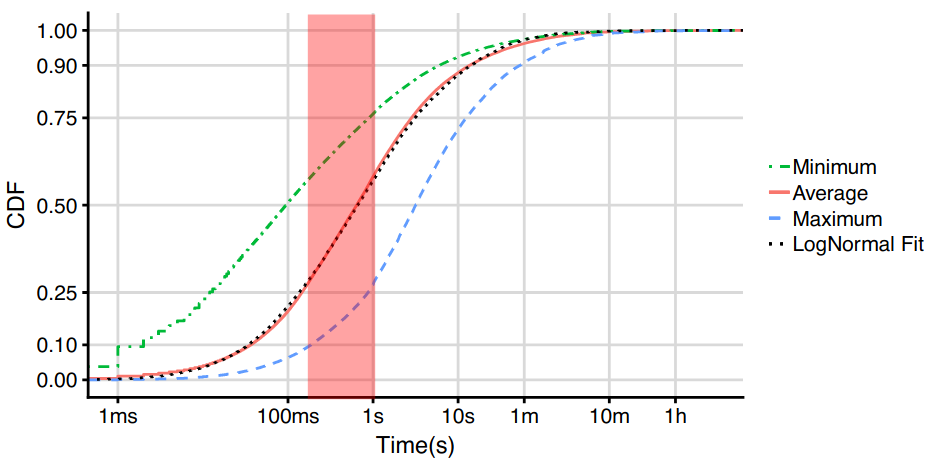 1.00
0.90
0.75
0.50
0.25
0.10
0.00
CDF
1ms 100ms 1s 10s 1m 10m 1h
Time(s)
Minimum
Average
Maximum
LogNormal Fit